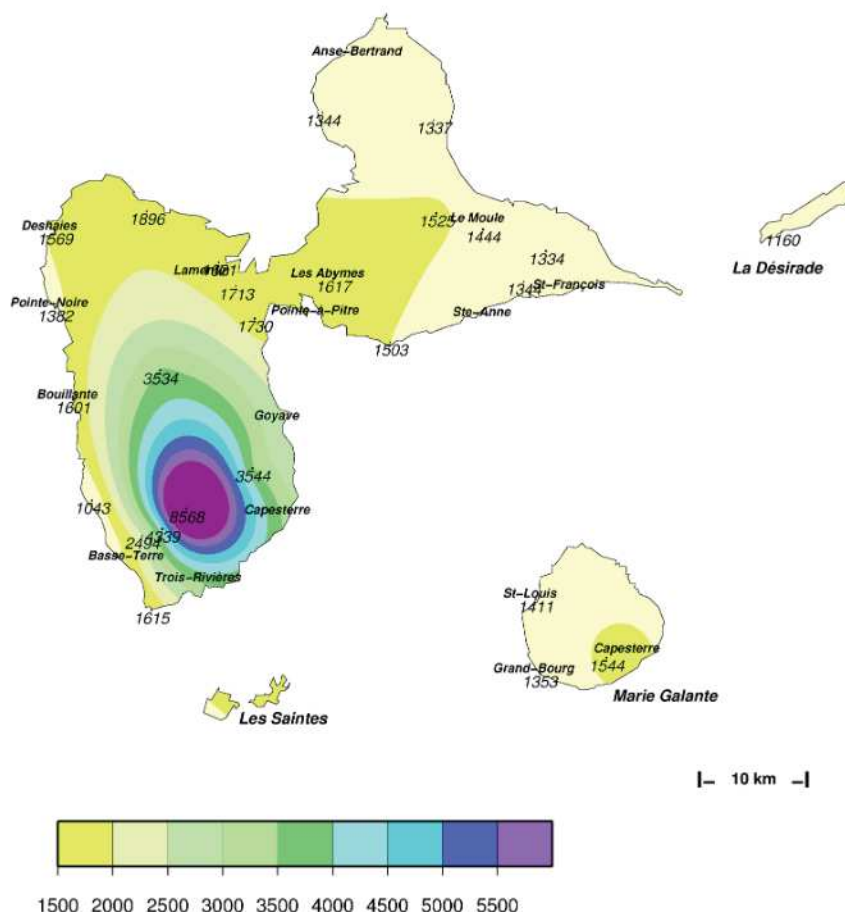 Anse-Bertrand
1344
1337
1896
1523
Le Moule
Deshaies
1569
1444
1160
1334
Les Abymes
1617
La Désirade
1713
1344
St-François
Pointe-Noire
1382
Pointe-à-Pitre
Ste-Anne
1730
1503
3534
Bouillante
1601
Goyave
3544
1043
8568
Capesterre
4339
2494
Basse-Terre
Trois-Rivières
1615
St-Louis
1411
Capesterre
1544
Grand-Bourg
1353
Marie Galante
Les Saintes
10 km
1500 2000 2500 3000 3500 4000 4500 5000 5500